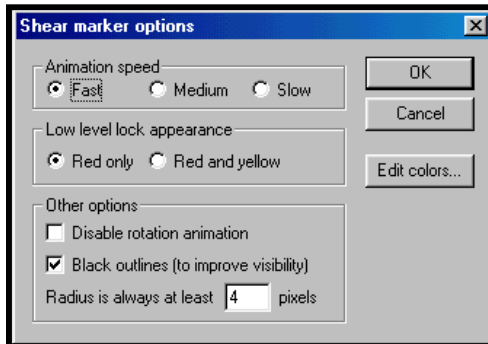 Shear marker options
Animation speed
Fast Medium Slow
OK
Cancel
Low level lock appearance
Red only Red and yellow
Edit colors...
Other options
Disable rotation animation
Black outlines (to improve visibility)
Radius is always at least 4 pixels